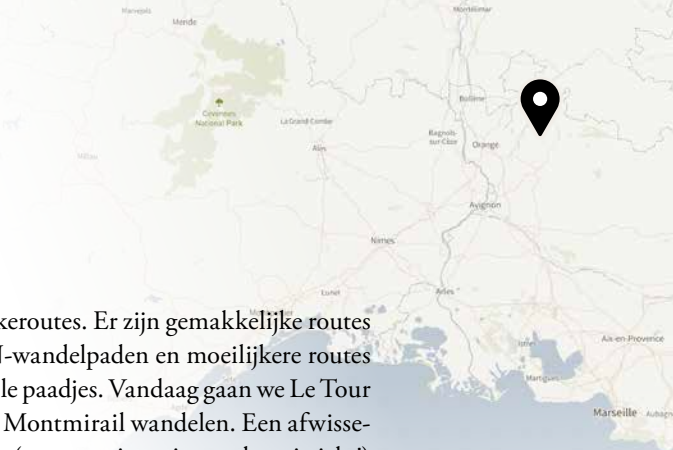 Montélimar
Mende
Bollène
Cévennes
National Park
La Grand-Combe
Bagnols-
sur-Cèze
Orange
Alès
Millau
Avignon
Nîmes
Lunel
Arles
keroutes. Er zijn gemakkelijke routes
Aix-en-Provence
Istres
-wandelpaden en moeilijkere routes
Martigues
le paadjes. Vandaag gaan we Le Tour
Marseille
Montmirail wandelen. Een afwisse-